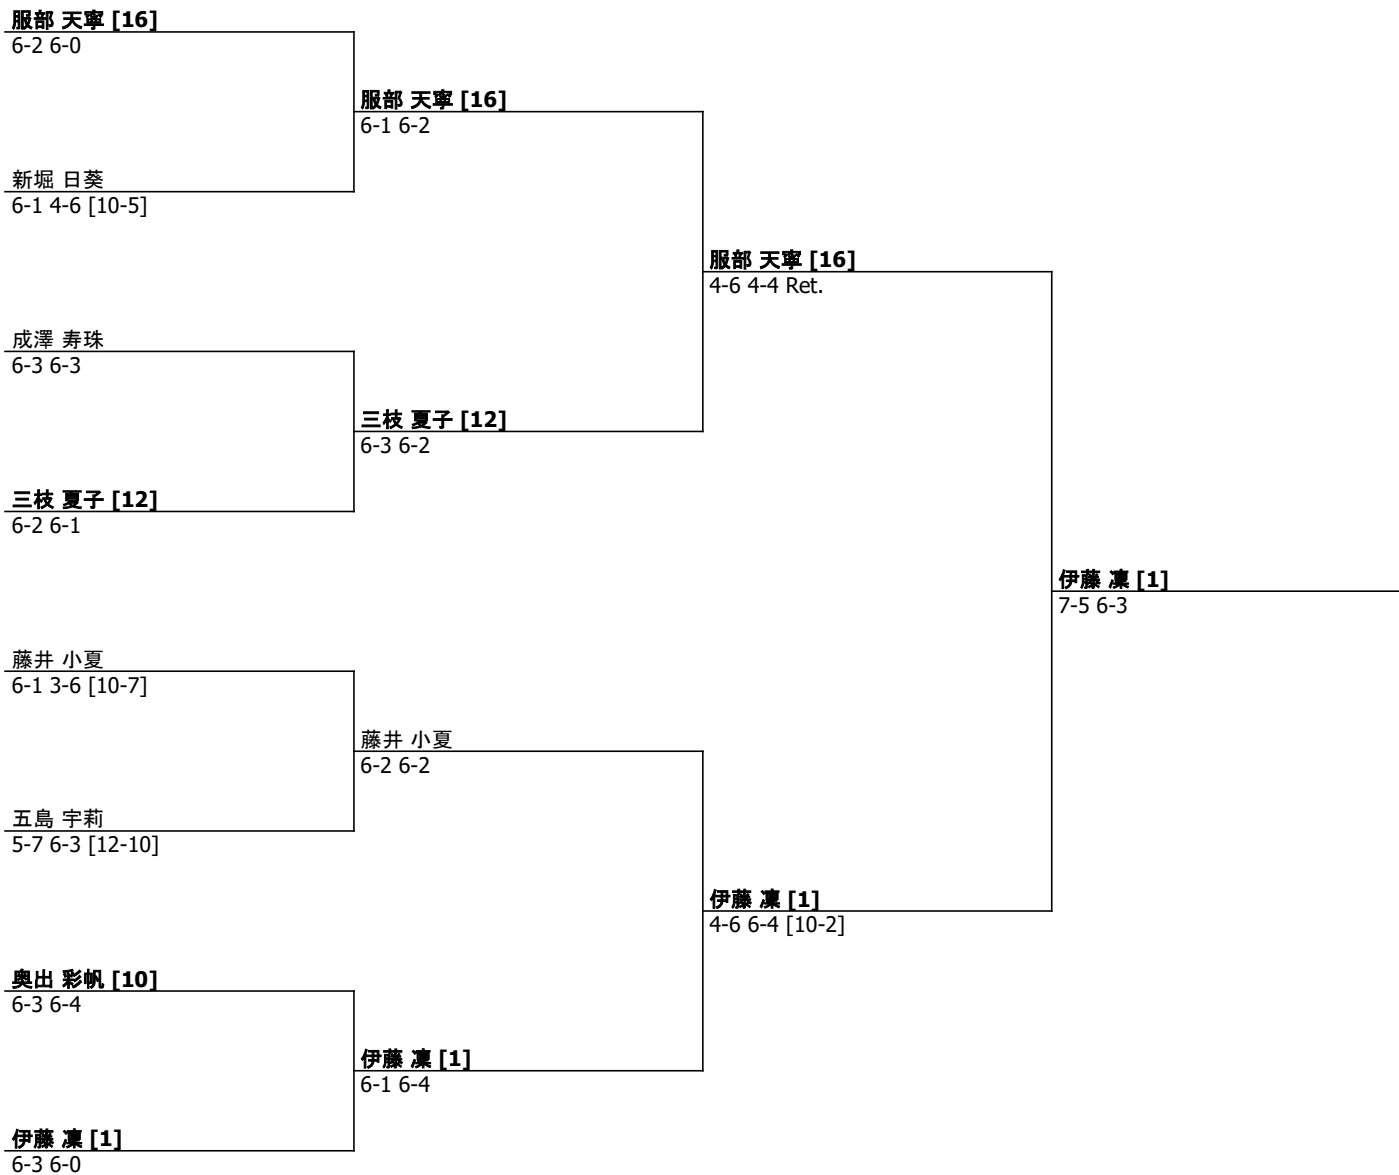 服部 天寧 [16]
6-2 6-0
服部 天寧 [16]
6-1 6-2
新堀 日葵
6-1 4-6 [10-5]
服部 天寧 [16]
4-6 4-4 Ret.
成澤 寿珠
6-3 6-3
三枝 夏子 [12]
6-3 6-2
三枝 夏子 [12]
6-2 6-1
伊藤 凜 [1]
7-5 6-3
藤井 小夏
6-1 3-6 [10-7]
藤井 小夏
6-2 6-2
五島 宇莉
5-7 6-3 [12-10]
伊藤 凜 [1]
4-6 6-4 [10-2]
奥出 彩帆 [10]
6-3 6-4
伊藤 凜 [1]
6-1 6-4
伊藤 凜 [1]
6-3 6-0